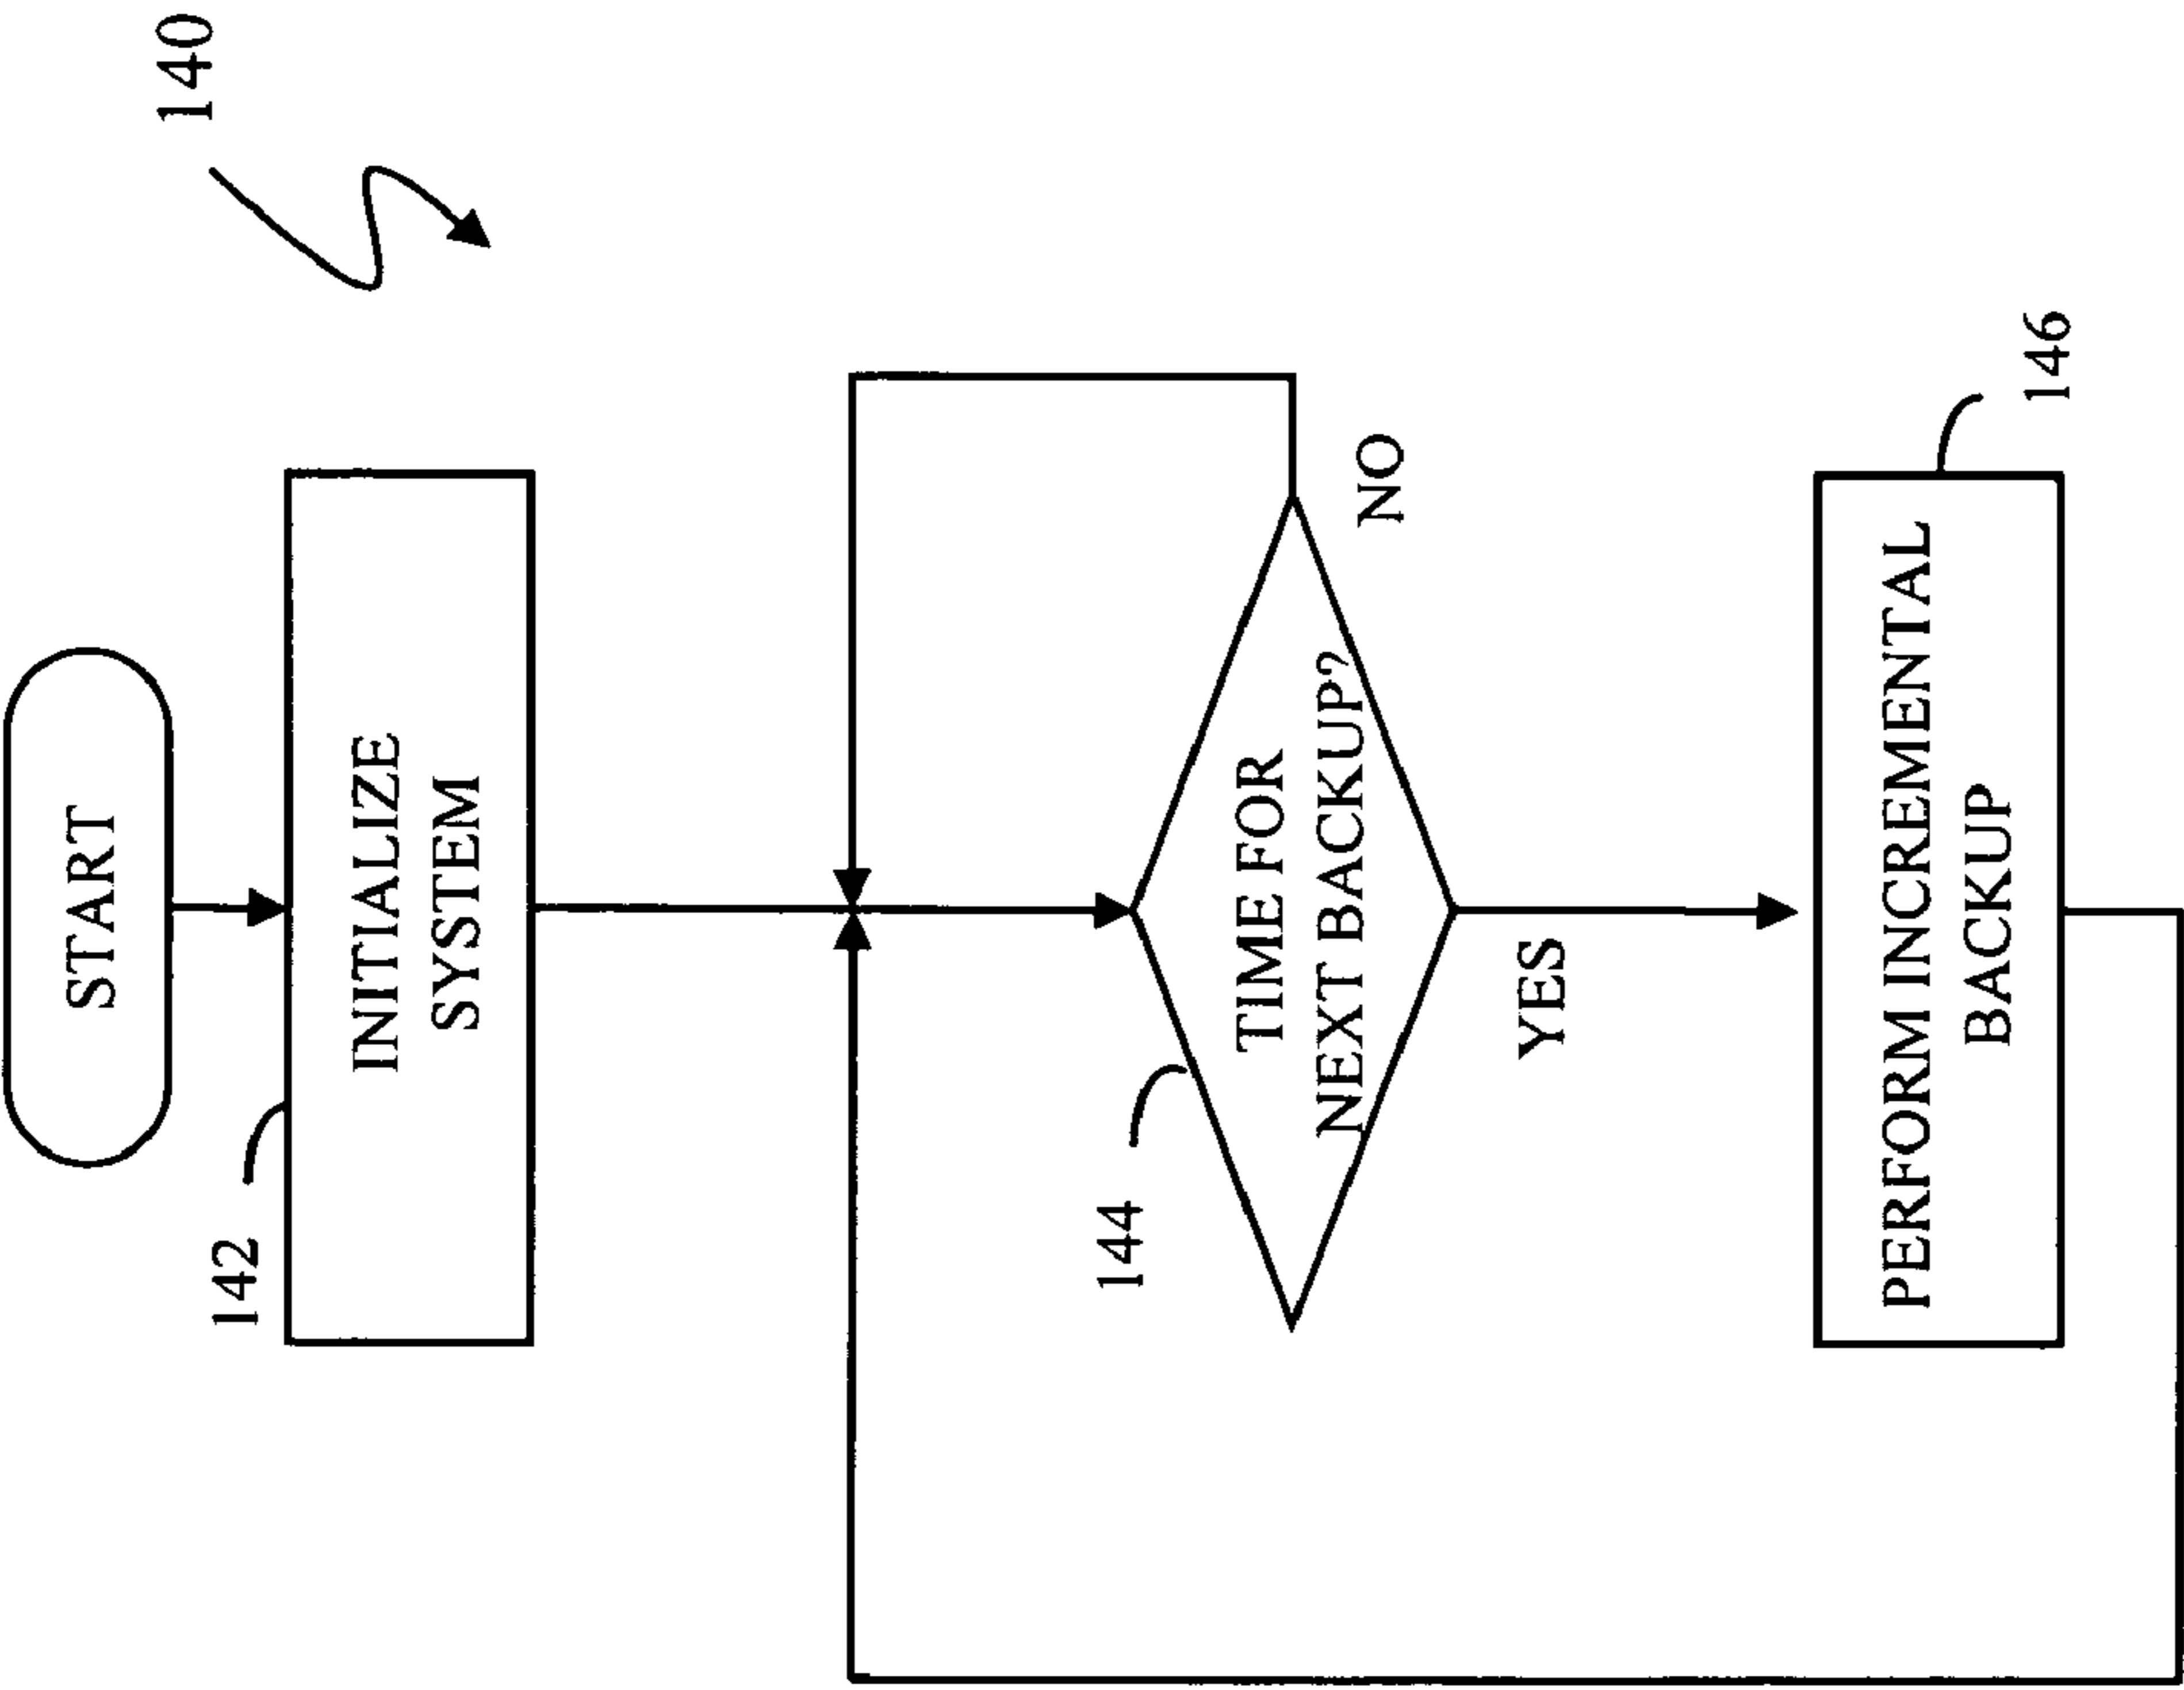 140
START
142
INITIALIZE
SYSTEM
144
TIME FOR
NEXT BACKUP?
NO
YES
PERFORM INCREMENTAL
BACKUP
146